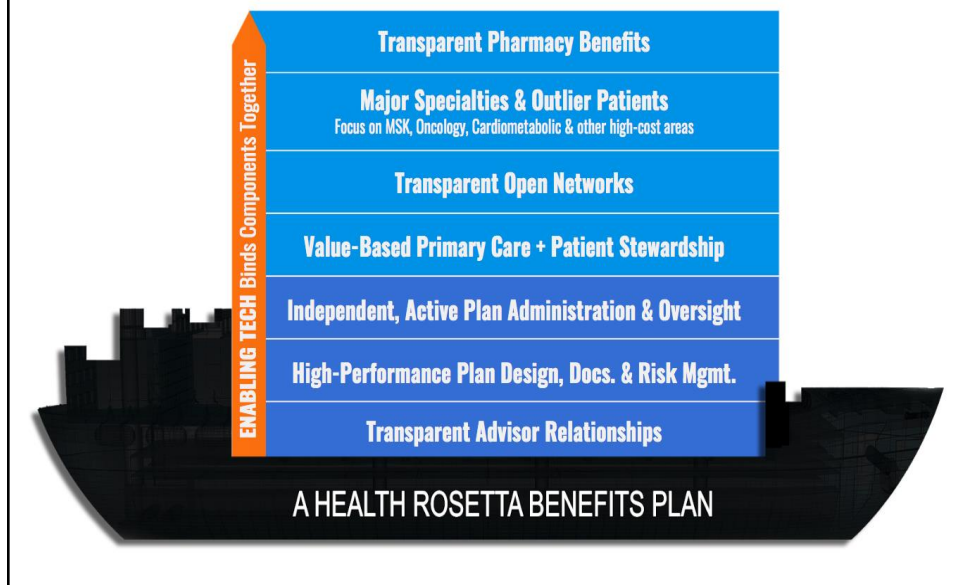 Transparent Pharmacy Benefits
Major Specialties & Outlier Patients
Focus on MSK, Oncology, Cardiometabolic & other high-cost areas
Transparent Open Networks
Value-Based Primary Care + Patient Stewardship
Independent, Active Plan Administration & Oversight
High-Performance Plan Design, Docs. & Risk Mgmt.
Transparent Advisor Relationships
ENABLING TECH Binds Components Together
A HEALTH ROSETTA BENEFITS PLAN